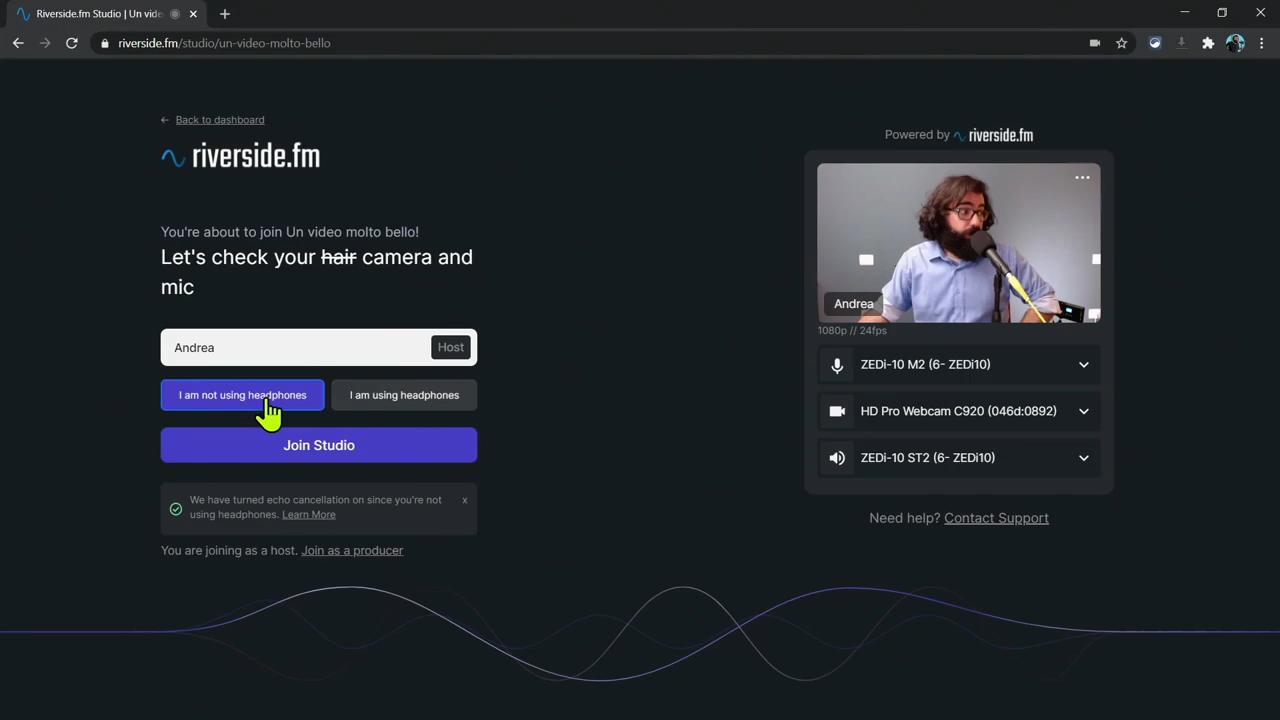 Riverside.fm Studio | Un vide
riverside.fm/studio/un-video-molto-bello
← Back to dashboard
riverside.fm
You're about to join Un video molto bello!
Let's check your hair camera and
mic
Andrea
Host
I am not using headphones
I am using headphones
Join Studio
We have turned echo cancellation on since you're not
using headphones. Learn More
x
You are joining as a host. Join as a producer
Powered by riverside.fm
Andrea
1080p // 24fps
ZEDi-10 M2 (6- ZEDi10)
HD Pro Webcam C920 (046d:0892)
ZEDi-10 ST2 (6- ZEDi10)
Need help? Contact Support